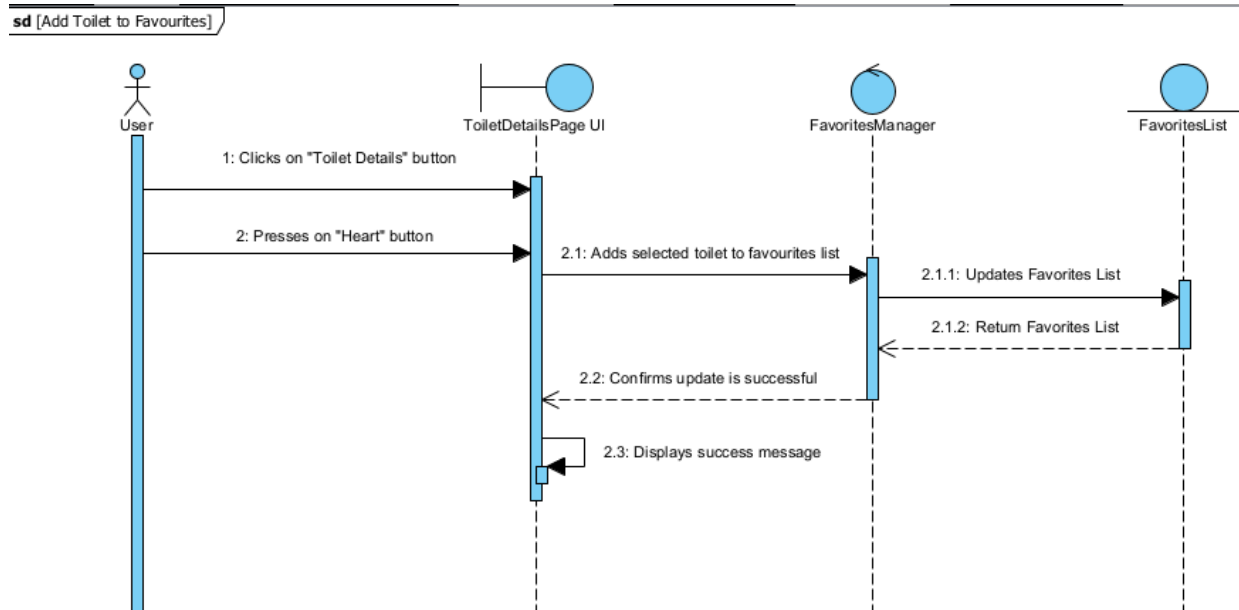 sd [Add Toilet to Favourites]
User
ToiletDetailsPage UI
FavoritesManager
FavoritesList
1: Clicks on "Toilet Details" button
2: Presses on "Heart" button
2.1: Adds selected toilet to favourites list
2.1.1: Updates Favorites List
2.1.2: Return Favorites List
2.2: Confirms update is successful
2.3: Displays success message